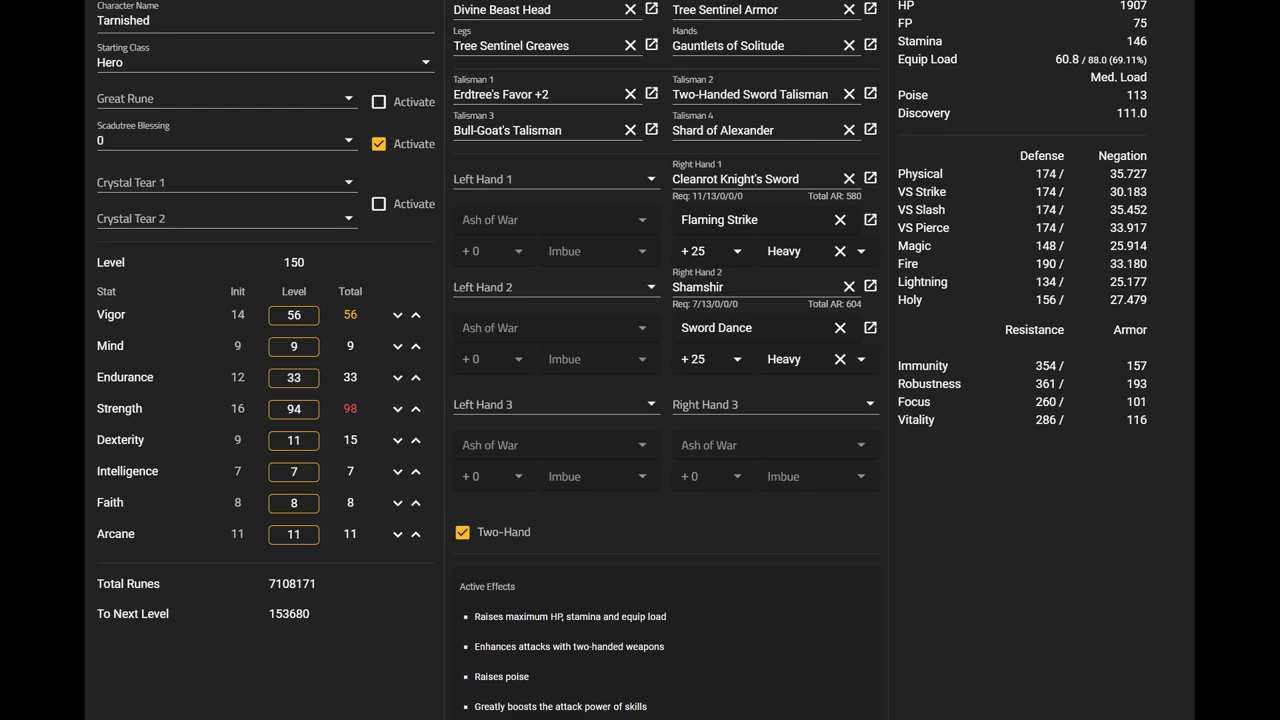 Character Name
Tarnished
Starting Class
Hero
Great Rune
Activate
Scadutree Blessing
0
Activate
Crystal Tear 1
Activate
Crystal Tear 2
Level 150
Stat Init Level Total
Vigor 14 56 56
Mind 9 9 9
Endurance 12 33 33
Strength 16 94 98
Dexterity 9 11 15
Intelligence 7 7 7
Faith 8 8 8
Arcane 11 11 11
Total Runes 7108171
To Next Level 153680
Divine Beast Head Tree Sentinel Armor
Legs Hands
Tree Sentinel Greaves Gauntlets of Solitude
Talisman 1 Talisman 2
Erdtree's Favor +2 Two-Handed Sword Talisman
Talisman 3 Talisman 4
Bull-Goat's Talisman Shard of Alexander
Right Hand 1
Left Hand 1 Cleanrot Knight's Sword
Req: 11/13/0/0/0 Total AR: 580
Ash of War Flaming Strike
+ 0 Imbue + 25 Heavy
Right Hand 2
Left Hand 2 Shamshir
Req: 7/13/0/0/0 Total AR: 604
Ash of War Sword Dance
+ 0 Imbue + 25 Heavy
Left Hand 3 Right Hand 3
Ash of War Ash of War
+ 0 Imbue + 0 Imbue
Two-Hand
Active Effects
Raises maximum HP, stamina and equip load
Enhances attacks with two-handed weapons
Raises poise
Greatly boosts the attack power of skills
HP 1907
FP 75
Stamina 146
Equip Load 60.8 / 88.0 (69.11%)
Med. Load
Poise 113
Discovery 111.0
Defense Negation
Physical 174 / 35.727
VS Strike 174 / 30.183
VS Slash 174 / 35.452
VS Pierce 174 / 33.917
Magic 148 / 25.914
Fire 190 / 33.180
Lightning 134 / 25.177
Holy 156 / 27.479
Resistance Armor
Immunity 354 / 157
Robustness 361 / 193
Focus 260 / 101
Vitality 286 / 116